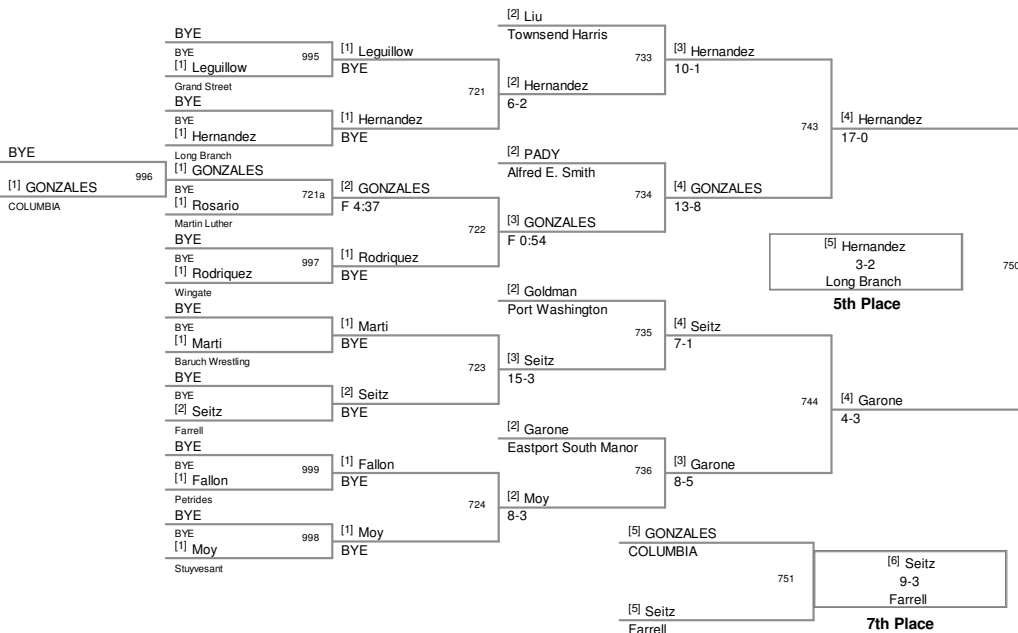 BYE
[1] GONZALES
COLUMBIA
996
BYE
BYE
[1] Leguillow
Grand Street
995
BYE
BYE
[1] Hernandez
Long Branch
[1] GONZALES
BYE
[1] Rosario
Martin Luther
721a
BYE
BYE
[1] Rodriquez
Wingate
997
BYE
BYE
[1] Marti
Baruch Wrestling
BYE
BYE
[2] Seitz
Farrell
BYE
BYE
[1] Fallon
Petrides
999
BYE
BYE
[1] Moy
Stuyvesant
998
[1] Leguillow
BYE
721
[1] Hernandez
BYE
[2] GONZALES
F 4:37
722
[1] Rodriquez
BYE
[1] Marti
BYE
723
[2] Seitz
BYE
[1] Fallon
BYE
724
[1] Moy
BYE
[2] Liu
Townsend Harris
733
[2] Hernandez
6-2
[2] PADY
Alfred E. Smith
734
[3] GONZALES
F 0:54
[2] Goldman
Port Washington
735
[3] Seitz
15-3
[2] Garone
Eastport South Manor
736
[2] Moy
8-3
[3] Hernandez
10-1
743
[4] GONZALES
13-8
[4] Seitz
7-1
744
[3] Garone
8-5
[4] Hernandez
17-0
[4] Garone
4-3
[5] Hernandez
3-2
Long Branch
5th Place
750
[5] GONZALES
COLUMBIA
751
[5] Seitz
Farrell
[6] Seitz
9-3
Farrell
7th Place